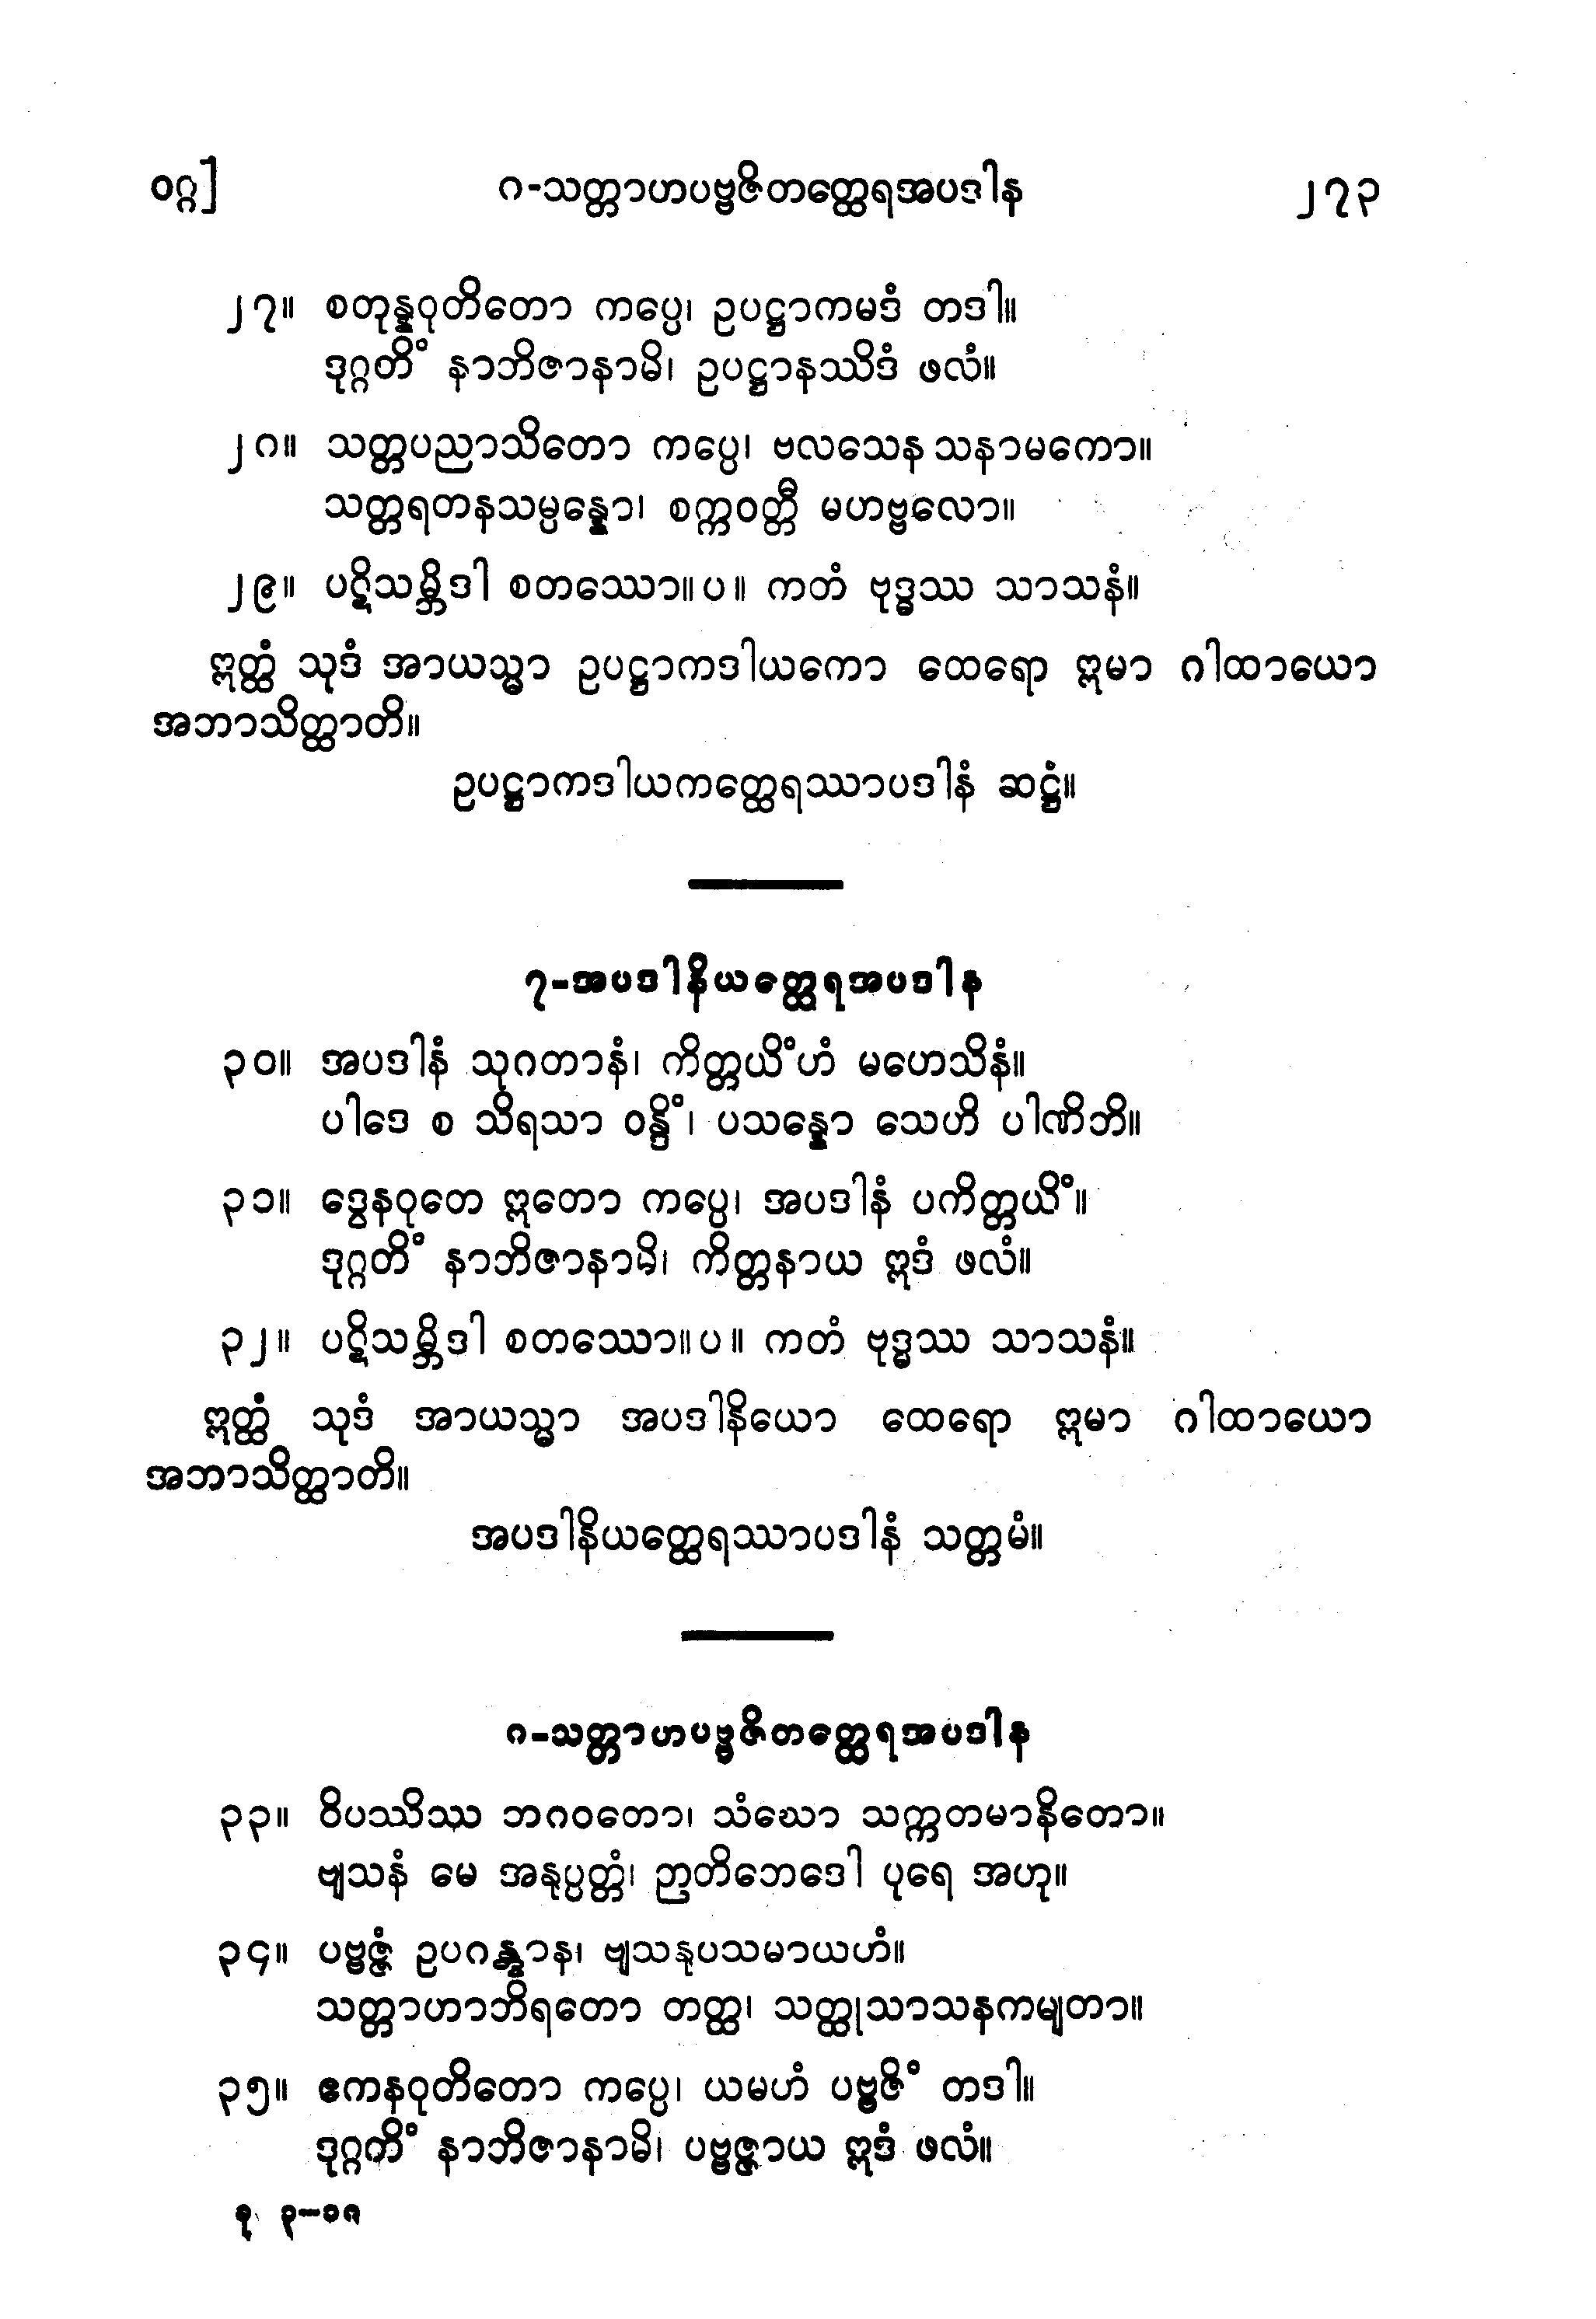 ဝဂ္ဂ] ၈-သတ္တာဟပဗ္ဗဇိတတ္ထေရအပဒါန ၂၇၃
၂၇။ စတုန္နဝုတိတော ကပ္ပေ၊ ဥပဋ္ဌာကမဒံ တဒါ။
ဒုဂ္ဂတိံ နာဘိဇာနာမိ၊ ဥပဋ္ဌာနဿိဒံ ဖလံ။
၂၈။ သတ္တပညာသိတော ကပ္ပေ၊ ဗလသေန သနာမကော။
သတ္တရတနသမ္ပန္နော၊ စက္ကဝတ္တီ မဟဗ္ဗလော။
၂၉။ ပဋိသမ္ဘိဒါ စတဿော။ ပ။ ကတံ ဗုဒ္ဓဿ သာသနံ။
ဣတ္ထံ သုဒံ အာယသ္မာ ဥပဋ္ဌာကဒါယကော ထေရော ဣမာ ဂါထာယော
အဘာသိတ္ထာတိ။
ဥပဋ္ဌာကဒါယကတ္ထေရဿာပဒါနံ ဆဋ္ဌံ။
၇-အပဒါနိယတ္ထေရအပဒါန
၃၀။ အပဒါနံ သုဂတာနံ၊ ကိတ္တယိံဟံ မဟေသိနံ။
ပါဒေ စ သိရသာ ဝန္ဒိံ၊ ပသန္နော သေဟိ ပါဏိဘိ။
၃၁။ ဒွေနဝုတေ ဣတော ကပ္ပေ၊ အပဒါနံ ပကိတ္တယိံ။
ဒုဂ္ဂတိံ နာဘိဇာနာမိ၊ ကိတ္တနာယ ဣဒံ ဖလံ။
၃၂။ ပဋိသမ္ဘိဒါ စတဿော။ ပ။ ကတံ ဗုဒ္ဓဿ သာသနံ။
ဣတ္ထံ သုဒံ အာယသ္မာ အပဒါနိယော ထေရော ဣမာ ဂါထာယော
အဘာသိတ္ထာတိ။
အပဒါနိယတ္ထေရဿာပဒါနံ သတ္တမံ။
၈-သတ္တာဟပဗ္ဗဇိတတ္ထေရအပဒါန
၃၃။ ဝိပဿိဿ ဘဂဝတော၊ သံဃော သက္ကတမာနိတော။
ဗျသနံ မေ အနုပ္ပတ္တံ၊ ဉာတိဘေဒေါ ပုရေ အဟု။
၃၄။ ပဗ္ဗဇ္ဇံ ဥပဂန္တွာန၊ ဗျသနုပသမာယဟံ။
သတ္တာဟာဘိရတော တတ္ထ၊ သတ္ထုသာသနကမျတာ။
၃၅။ ဧကနဝုတိတော ကပ္ပေ၊ ယမဟံ ပဗ္ဗဇိံ တဒါ။
ဒုဂ္ဂတိံ နာဘိဇာနာမိ၊ ပဗ္ဗဇ္ဇာယ ဣဒံ ဖလံ။
ခု ၃—၁၈